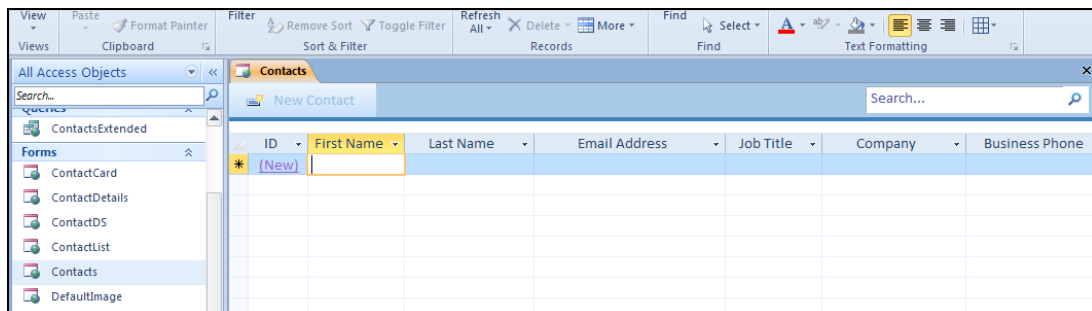 View Paste Format Painter Filter Remove Sort Toggle Filter Refresh All Delete More Find Select A ab
Views Clipboard Sort & Filter Records Find Text Formatting
All Access Objects
Search...
Queries
ContactsExtended
Forms
ContactCard
ContactDetails
ContactDS
ContactList
Contacts
DefaultImage
Contacts
New Contact Search...
ID First Name Last Name Email Address Job Title Company Business Phone
(New)